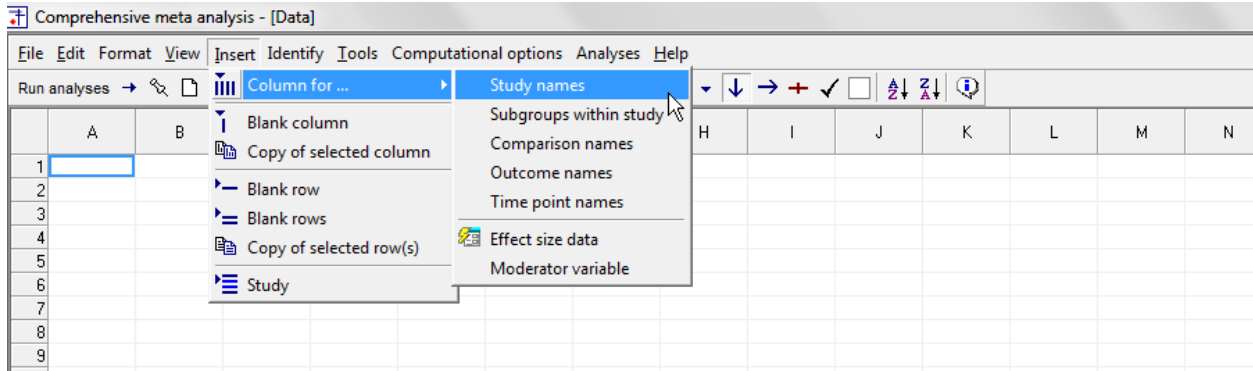 Comprehensive meta analysis - [Data]
File Edit Format View Insert Identify Tools Computational options Analyses Help
Run analyses
Column for ...
Study names
Blank column
Subgroups within study
Copy of selected column
Comparison names
Outcome names
Blank row
Time point names
Blank rows
Copy of selected row(s)
Effect size data
Moderator variable
Study
A B H I J K L M N
1
2
3
4
5
6
7
8
9